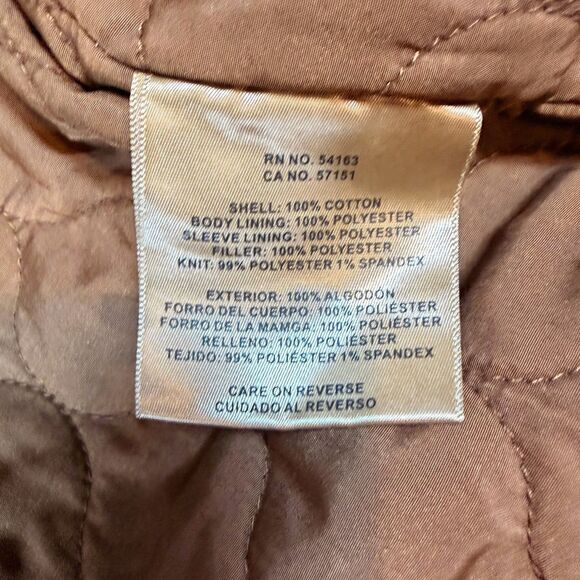 RN NO. 54163
CA NO. 57151
SHELL: 100% COTTON
BODY LINING: 100% POLYESTER
SLEEVE LINING: 100% POLYESTER
FILLER: 100% POLYESTER
KNIT: 99% POLYESTER 1% SPANDEX
EXTERIOR: 100% ALGODÓN
FORRO DEL CUERPO: 100% POLIÉSTER
FORRO DE LA MAMGA: 100% POLIÉSTER
RELLENO: 100% POLIÉSTER
TEJIDO: 99% POLIÉSTER 1% SPANDEX
CARE ON REVERSE
CUIDADO AL REVERSO